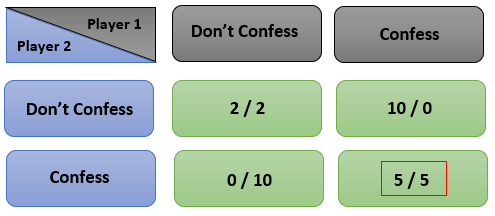 Player 1
Player 2
Don't Confess
Confess
Don't Confess
2 / 2
10 / 0
Confess
0 / 10
5 / 5